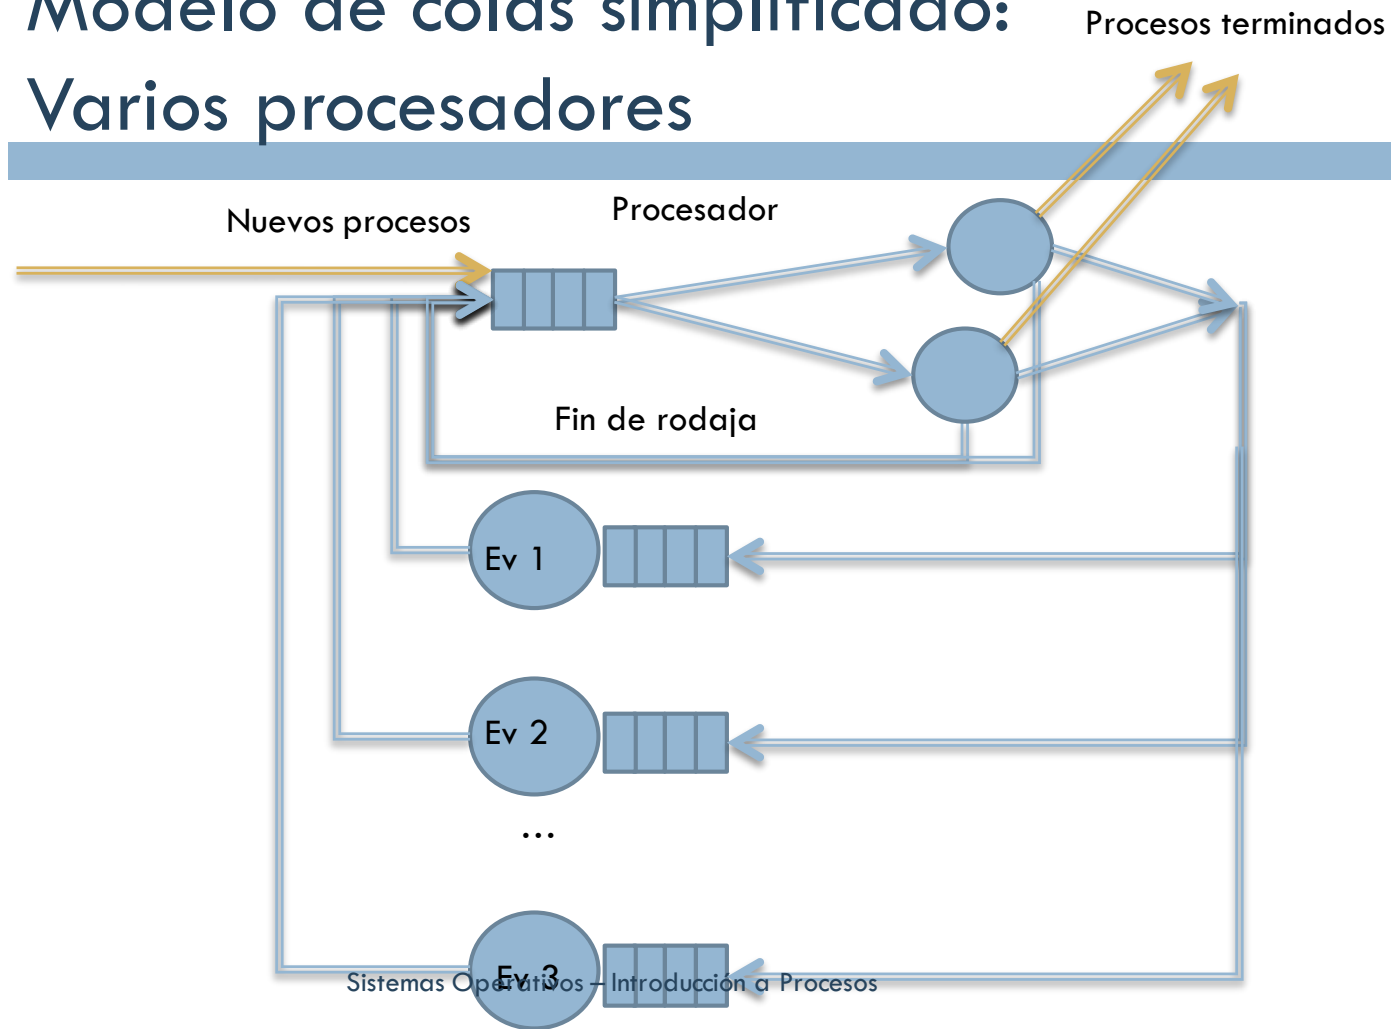 Modelo de colas simplificado:
Varios procesadores
Procesos terminados
Nuevos procesos
Procesador
Fin de rodaja
Ev 1
Ev 2
...
Ev 3
Sistemas Operativos – Introducción a Procesos